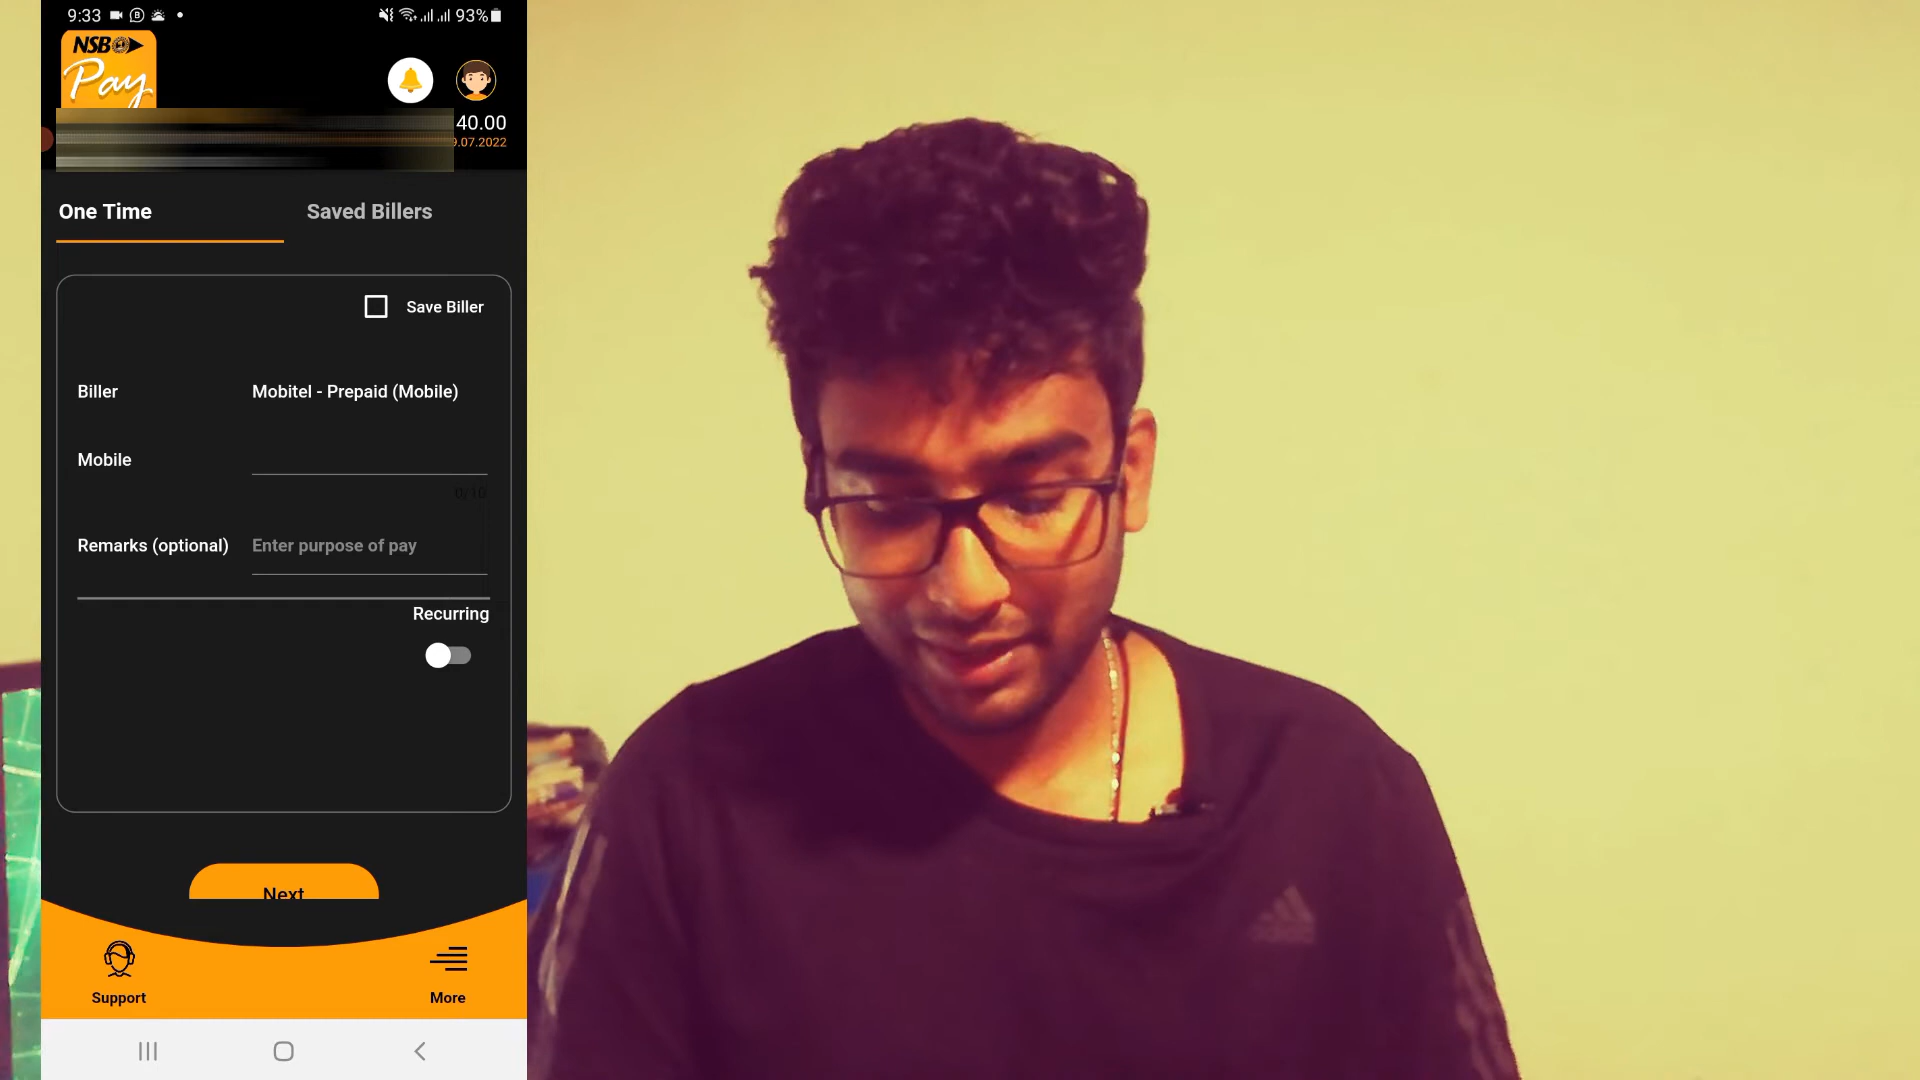 9:33
93%
NSB
Pay
40.00
9.07.2022
One Time
Saved Billers
Save Biller
Biller
Mobitel - Prepaid (Mobile)
Mobile
0/10
Remarks (optional)
Enter purpose of pay
Recurring
Next
Support
More